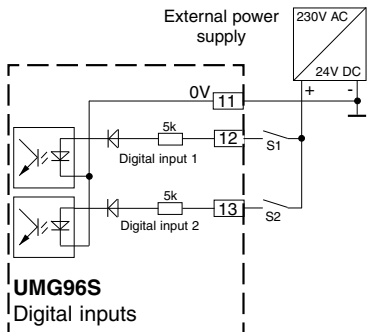 External power
supply
230V AC
24V DC
+ -
0V 11
5k
12
S1
Digital input 1
5k
13
S2
Digital input 2
UMG96S
Digital inputs